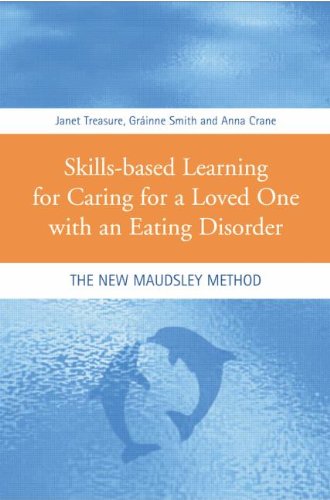 Janet Treasure, Gráinne Smith and Anna Crane
Skills-based Learning
for Caring for a Loved One
with an Eating Disorder
THE NEW MAUDSLEY METHOD